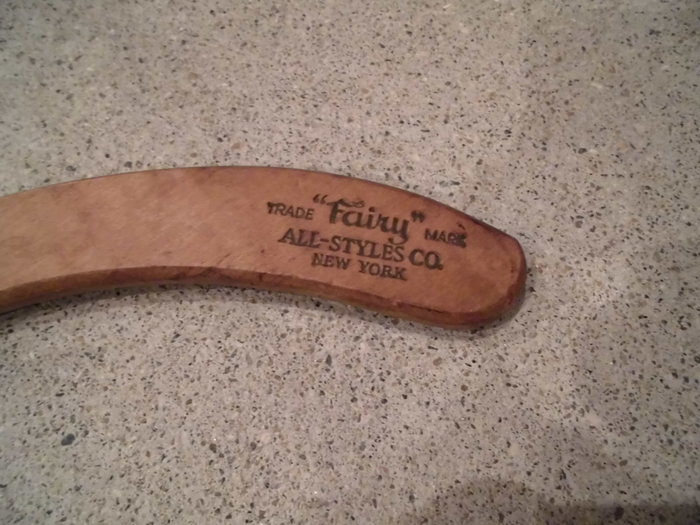 TRADE "Fairy" MARK
ALL-STYLES CO.
NEW YORK